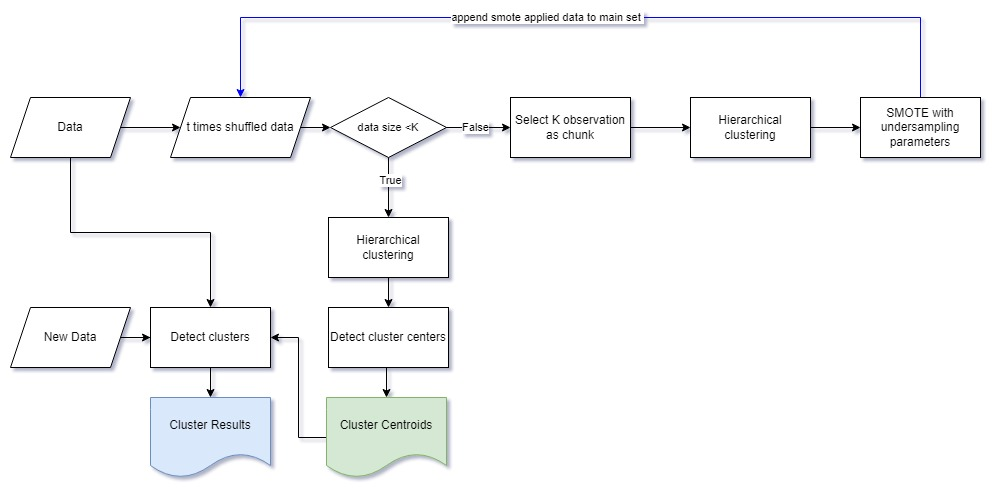 append smote applied data to main set
Data
t times shuffled data
data size <K
False
Select K observation
as chunk
Hierarchical
clustering
SMOTE with
undersampling
parameters
True
Hierarchical
clustering
New Data
Detect clusters
Detect cluster centers
Cluster Results
Cluster Centroids